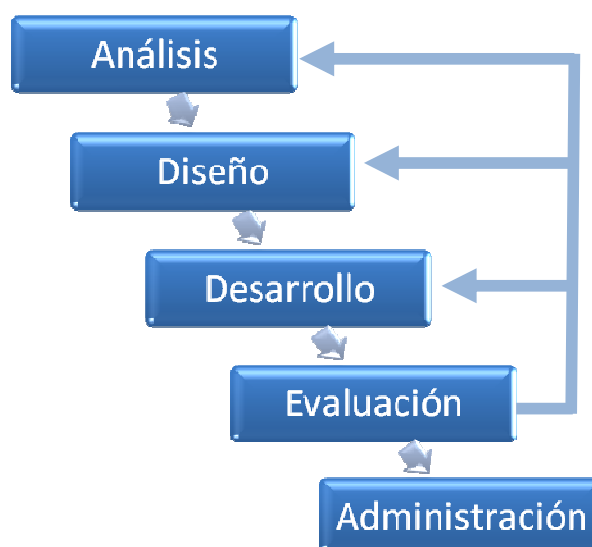 Análisis
Diseño
Desarrollo
Evaluación
Administración